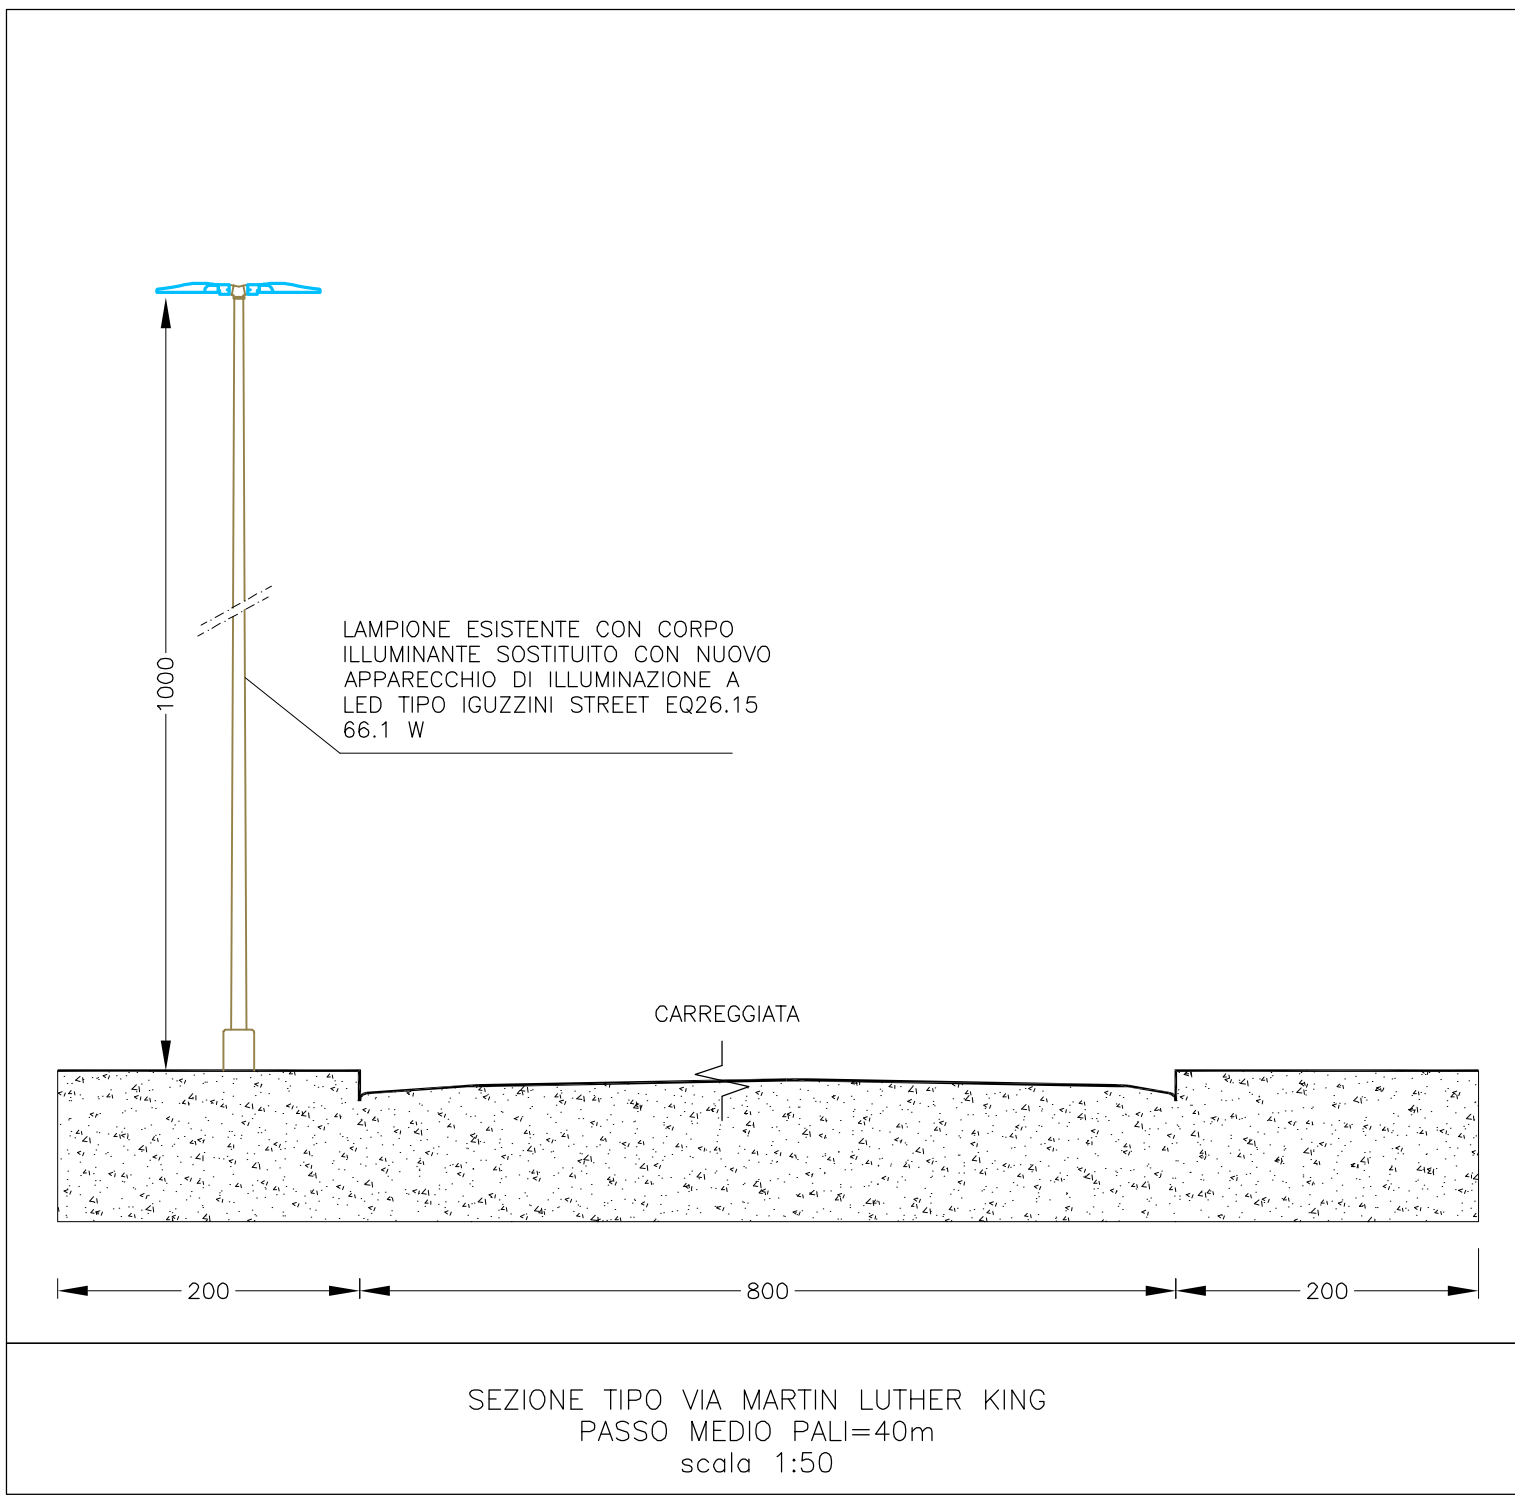 LAMPIONE ESISTENTE CON CORPO
ILLUMINANTE SOSTITUITO CON NUOVO
APPARECCHIO DI ILLUMINAZIONE A
LED TIPO IGUZZINI STREET EQ26.15
66.1 W
1000
CARREGGIATA
200
800
200
SEZIONE TIPO VIA MARTIN LUTHER KING
PASSO MEDIO PALI=40m
scala 1:50